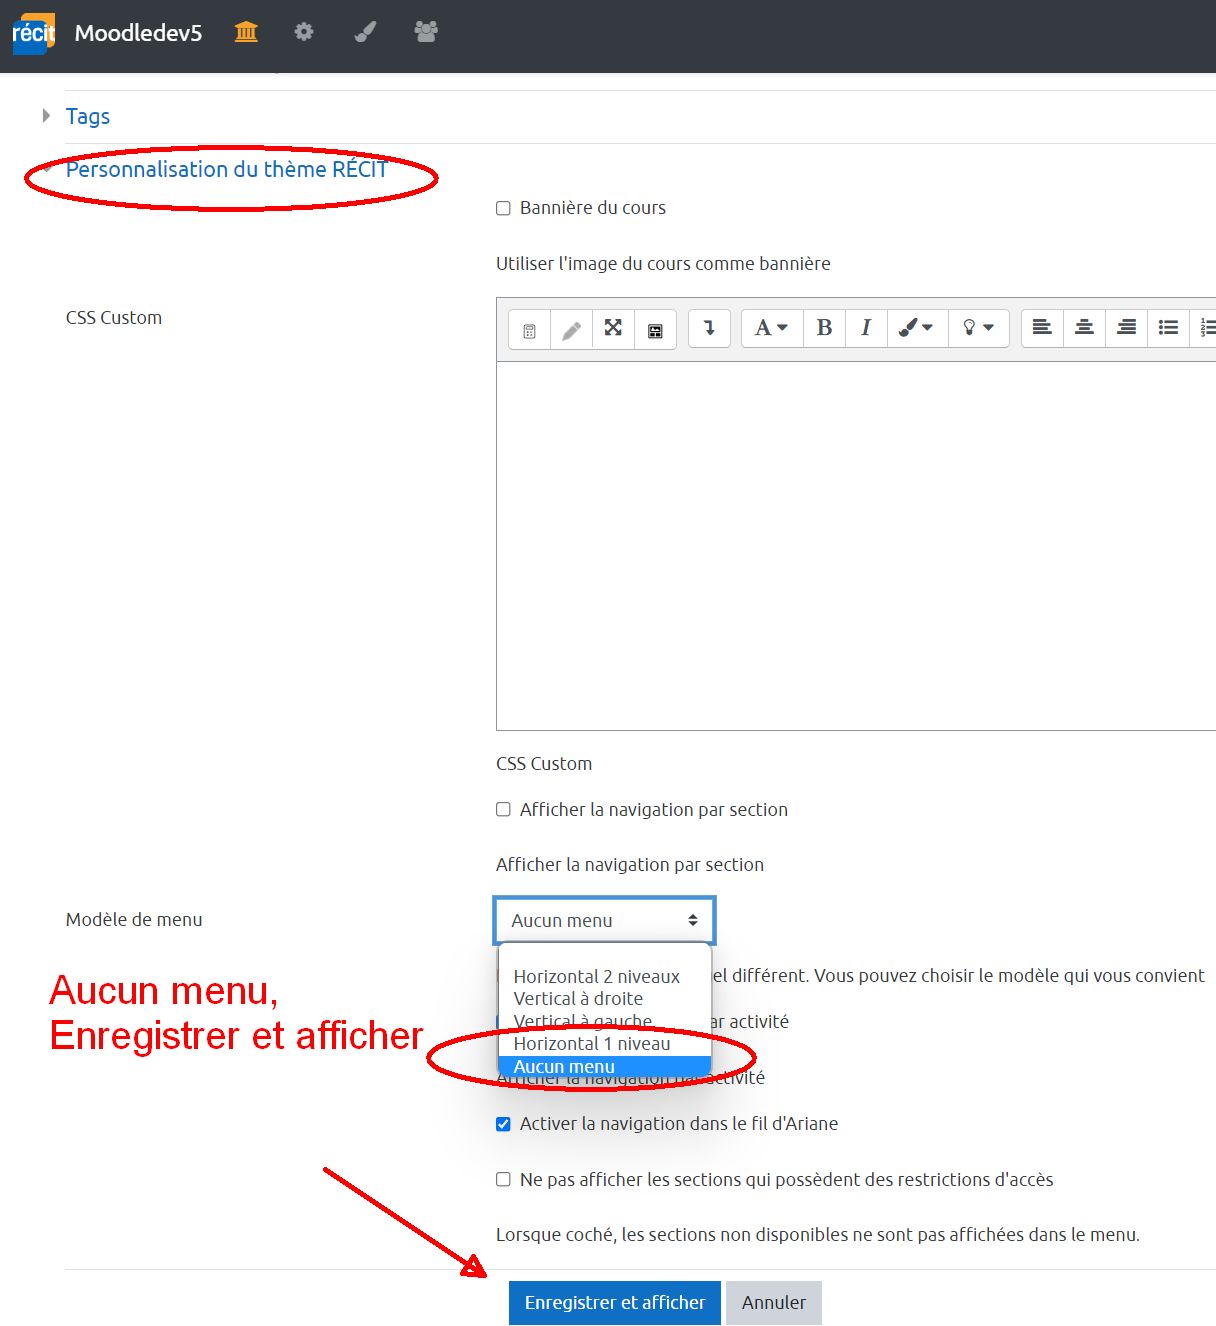 récit Moodledev5
Tags
Personnalisation du thème RÉCIT
Bannière du cours
Utiliser l'image du cours comme bannière
CSS Custom
A B I
CSS Custom
Afficher la navigation par section
Afficher la navigation par section
Modèle de menu
Aucun menu
Horizontal 2 niveaux
el différent. Vous pouvez choisir le modèle qui vous convient
Vertical à droite
Vertical à gauche
ar activité
Horizontal 1 niveau
Aucun menu
Afficher la navigation par activité
Aucun menu,
Enregistrer et afficher
Activer la navigation dans le fil d'Ariane
Ne pas afficher les sections qui possèdent des restrictions d'accès
Lorsque coché, les sections non disponibles ne sont pas affichées dans le menu.
Enregistrer et afficher Annuler